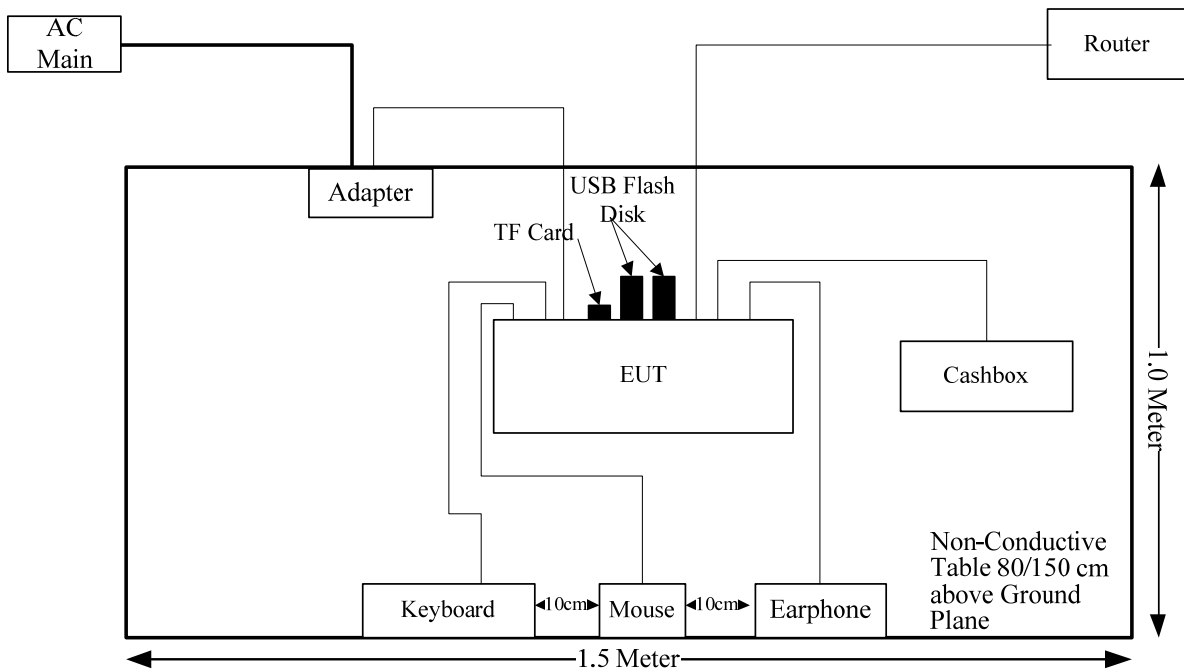 AC
Main
Router
Adapter
USB Flash
Disk
TF Card
EUT
Cashbox
1.0 Meter
Non-Conductive
Table 80/150 cm
above Ground
Plane
Keyboard
10cm
Mouse
10cm
Earphone
1.5 Meter